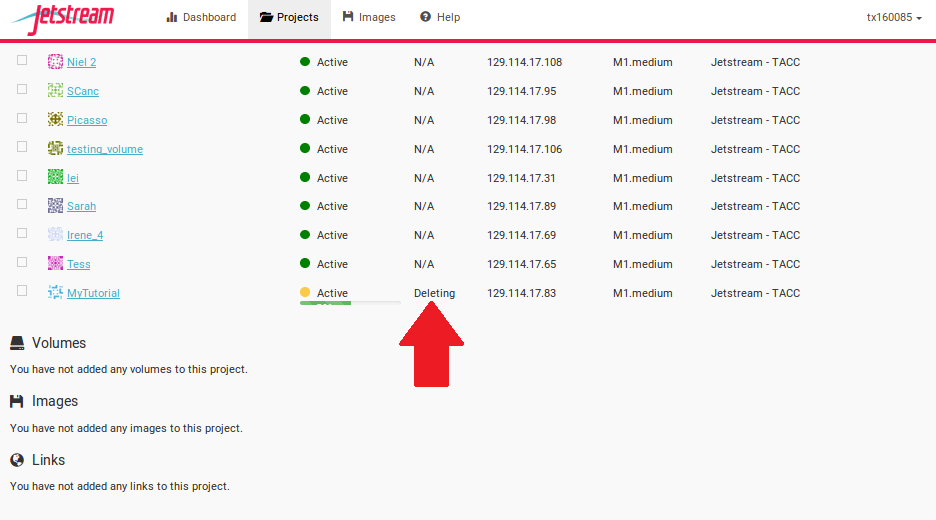 Jetstream Dashboard Projects Images Help tx160085
Niel 2 Active N/A 129.114.17.108 M1.medium Jetstream - TACC
SCanc Active N/A 129.114.17.95 M1.medium Jetstream - TACC
Picasso Active N/A 129.114.17.98 M1.medium Jetstream - TACC
testing_volume Active N/A 129.114.17.106 M1.medium Jetstream - TACC
lei Active N/A 129.114.17.31 M1.medium Jetstream - TACC
Sarah Active N/A 129.114.17.89 M1.medium Jetstream - TACC
Irene_4 Active N/A 129.114.17.69 M1.medium Jetstream - TACC
Tess Active N/A 129.114.17.65 M1.medium Jetstream - TACC
MyTutorial Active Deleting 129.114.17.83 M1.medium Jetstream - TACC
Volumes
You have not added any volumes to this project.
Images
You have not added any images to this project.
Links
You have not added any links to this project.